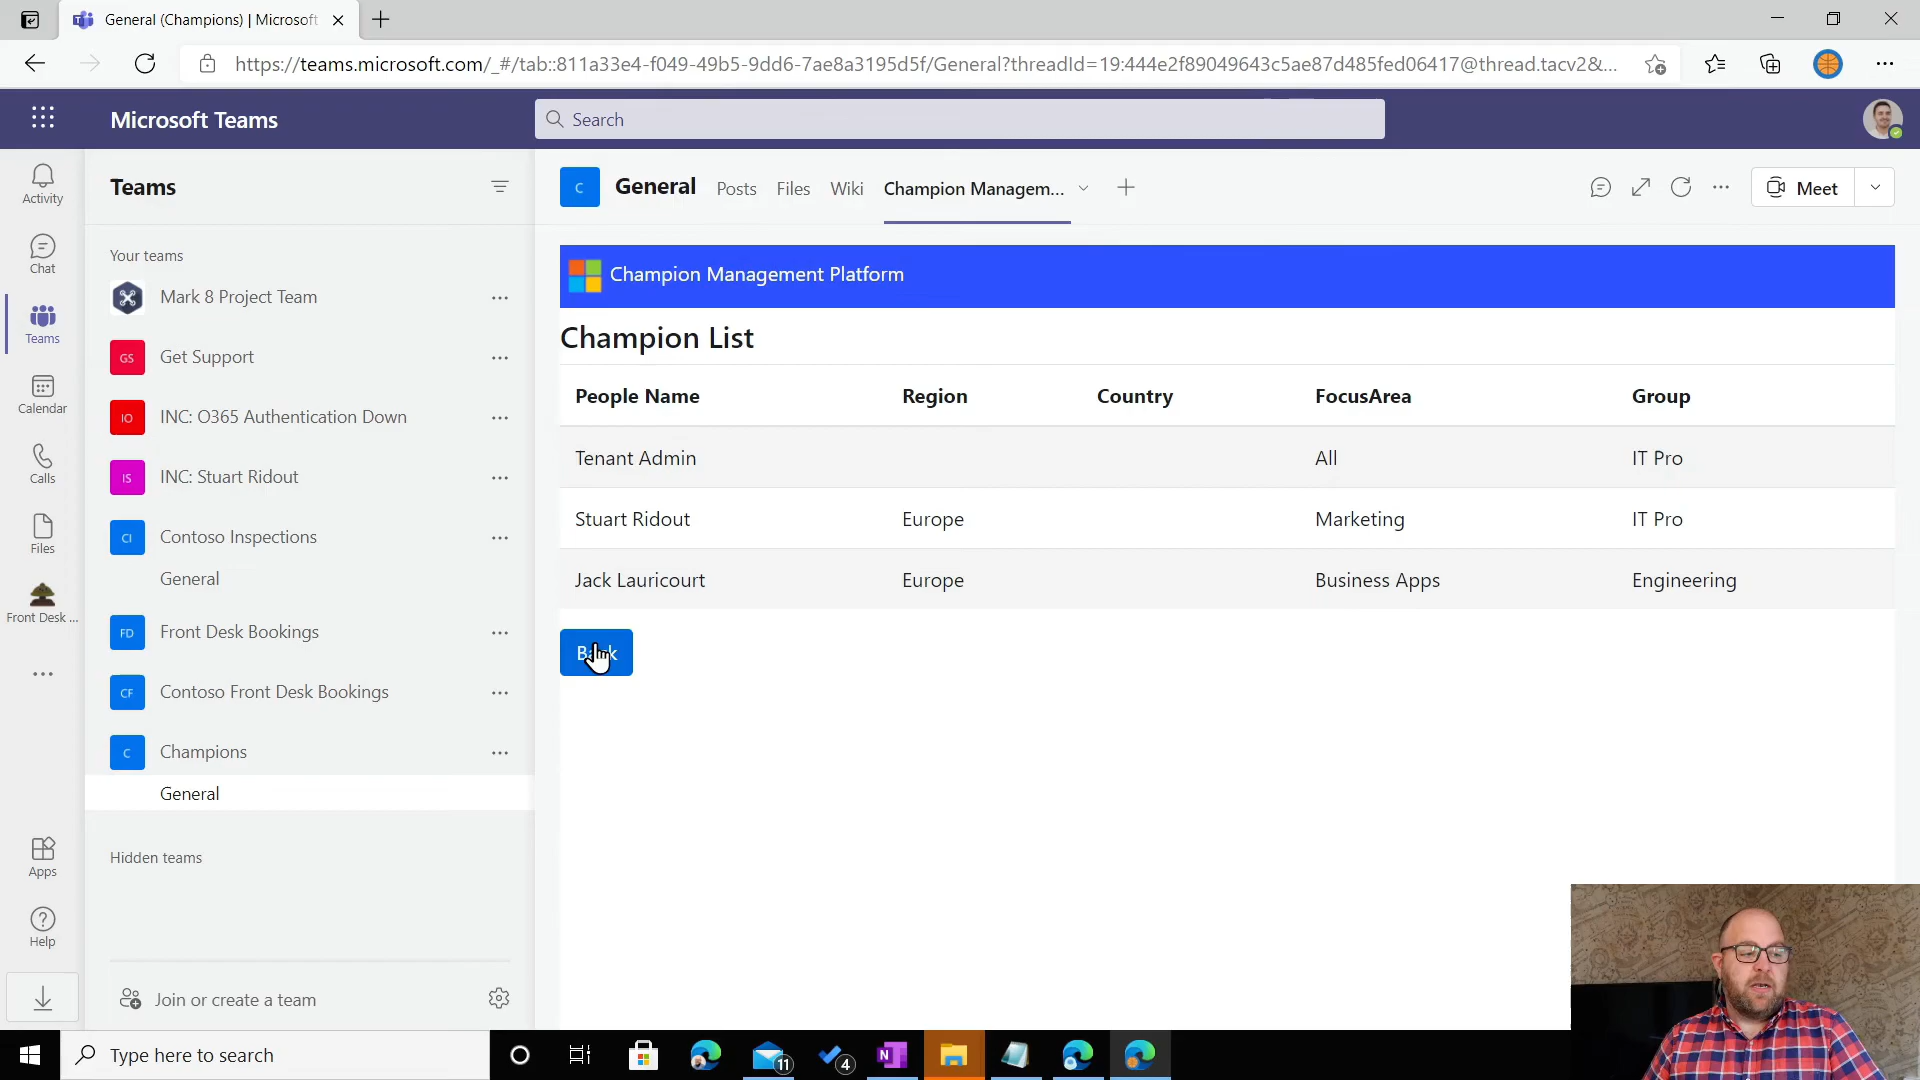 General (Champions) | Microsoft
https://teams.microsoft.com/_#/tab::811a33e4-f049-49b5-9dd6-7ae8a3195d5f/General?threadId=19:444e2f89049643c5ae87d485fed06417@thread.tacv2&...
Microsoft Teams
Search
Activity
Chat
Teams
Calendar
Calls
Files
Front Desk ...
Apps
Help
Teams
Your teams
Mark 8 Project Team
GS Get Support
IO INC: O365 Authentication Down
IS INC: Stuart Ridout
CI Contoso Inspections
General
FD Front Desk Bookings
CF Contoso Front Desk Bookings
C Champions
General
Hidden teams
Join or create a team
C General Posts Files Wiki Champion Managem...
Meet
Champion Management Platform
Champion List
People Name Region Country FocusArea Group
Tenant Admin All IT Pro
Stuart Ridout Europe Marketing IT Pro
Jack Lauricourt Europe Business Apps Engineering
Back
Type here to search
11
4
N